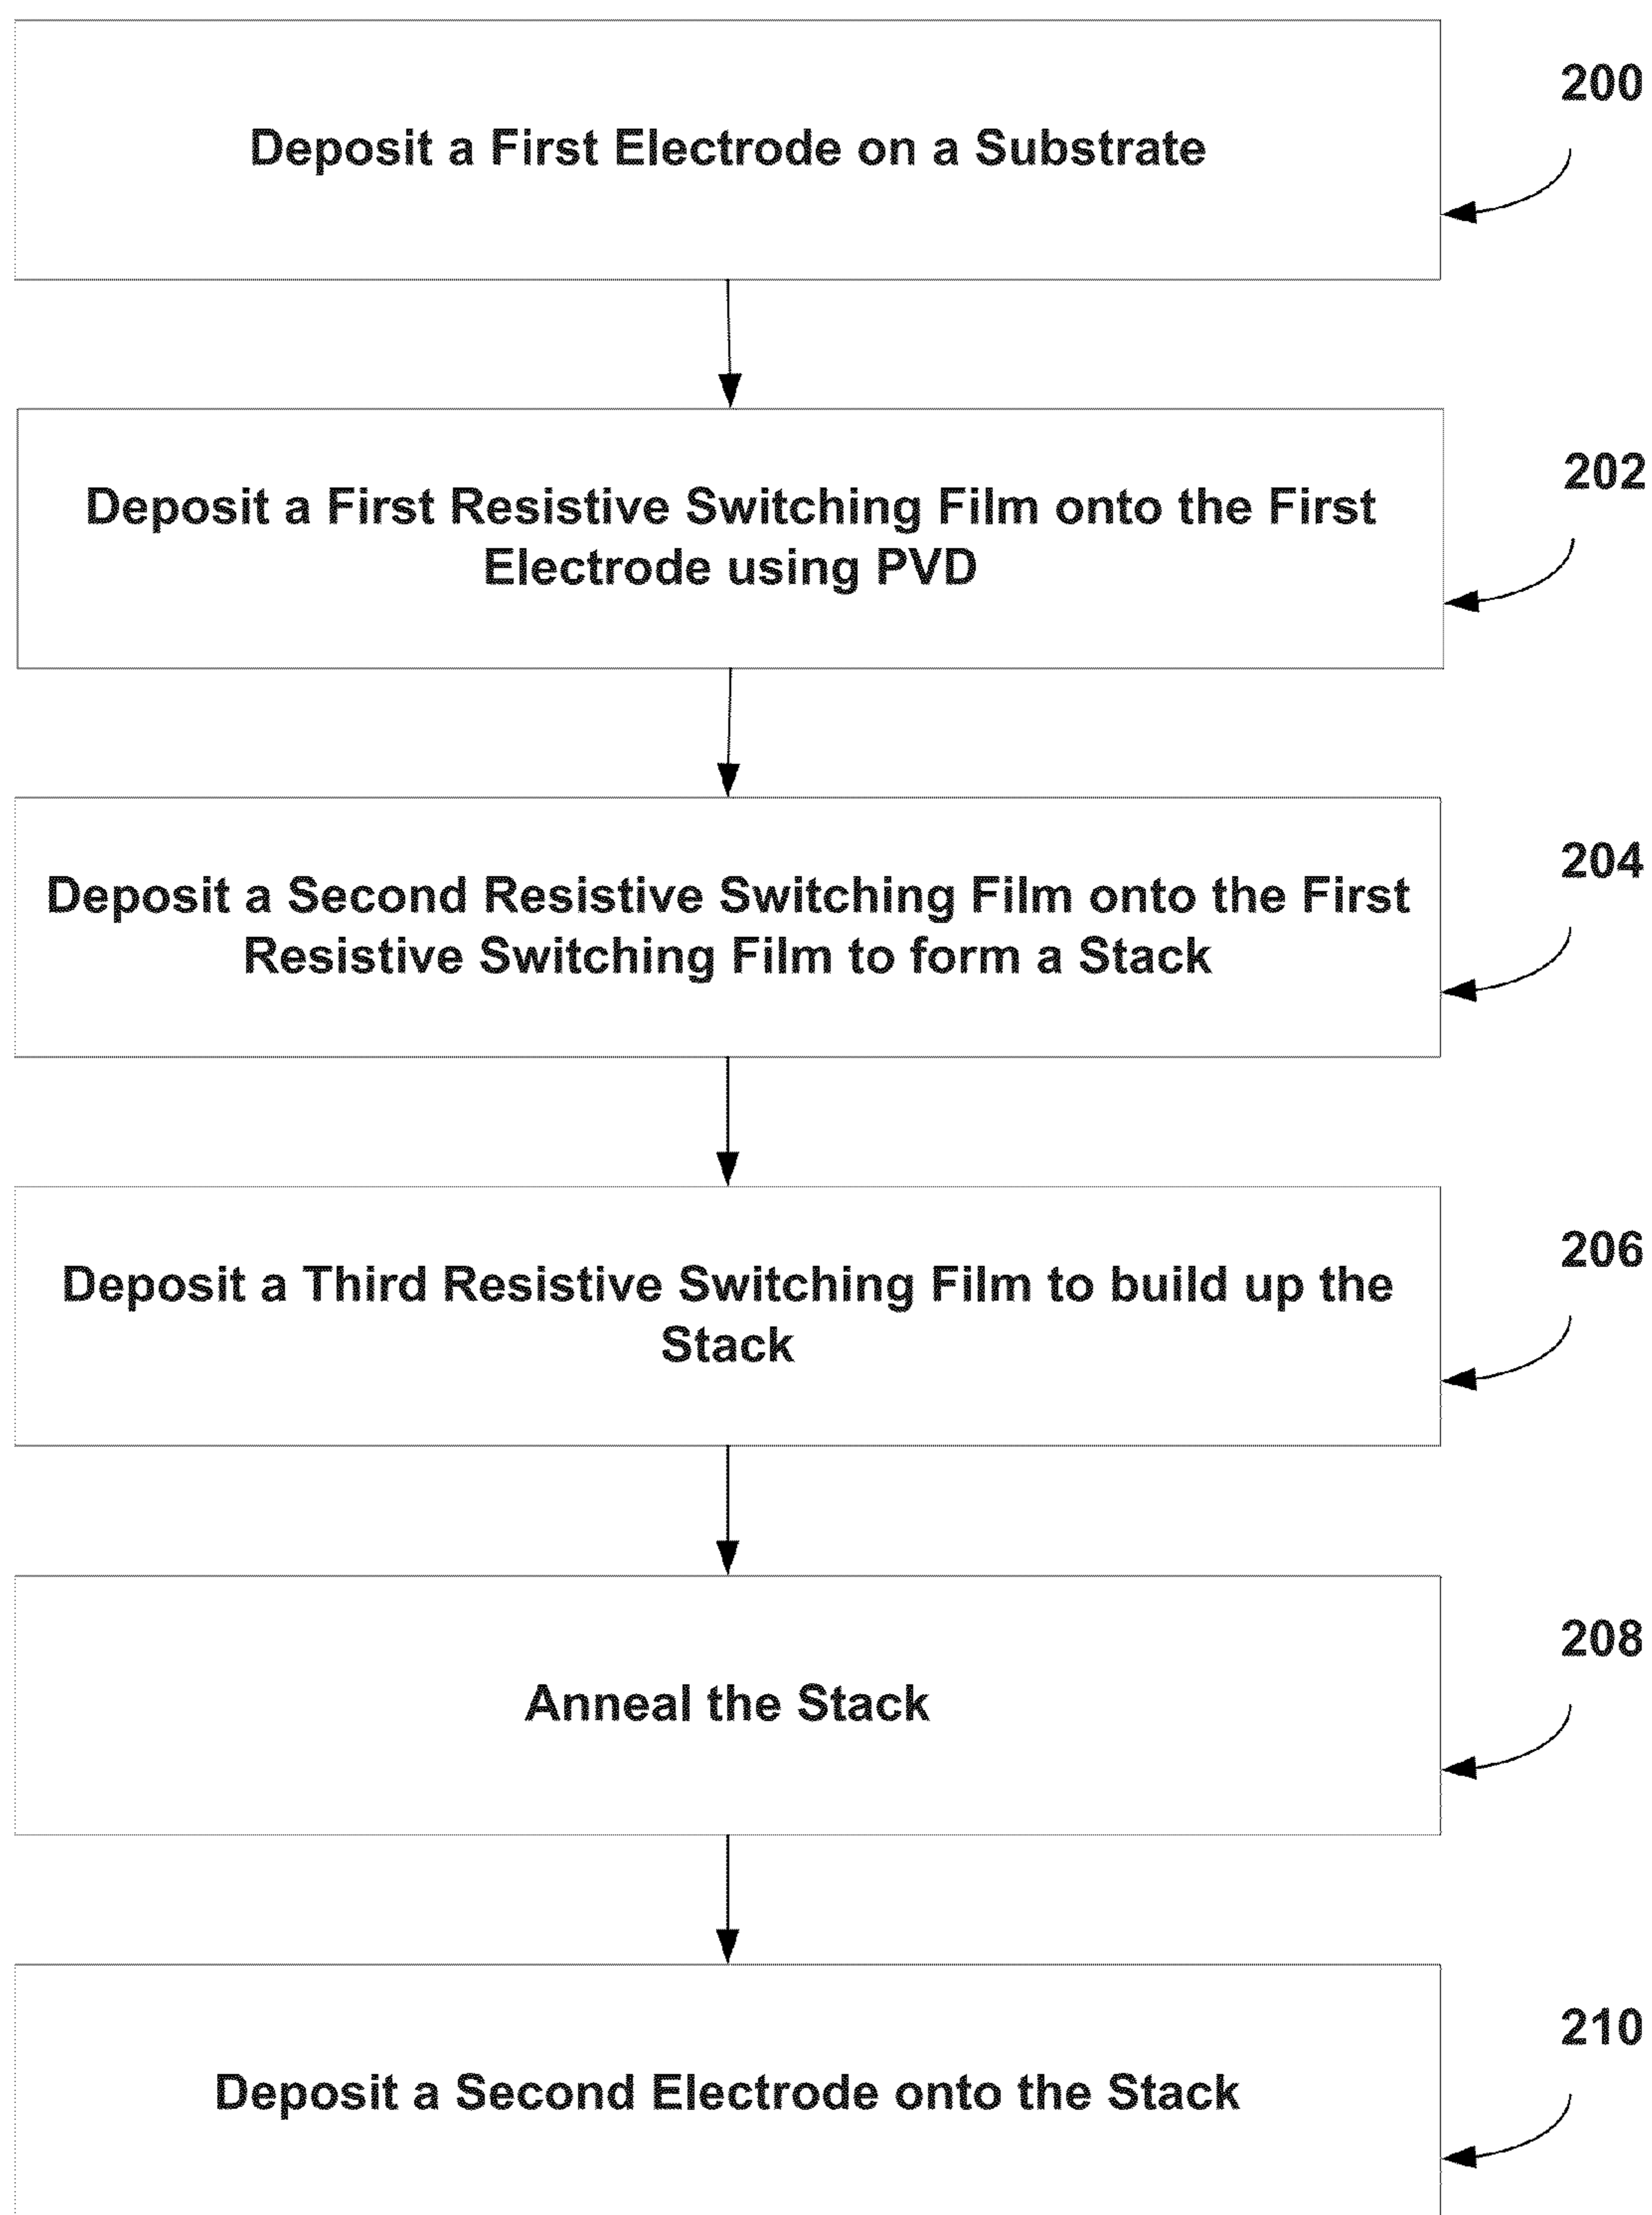 200
Deposit a First Electrode on a Substrate
202
Deposit a First Resistive Switching Film onto the First
Electrode using PVD
204
Deposit a Second Resistive Switching Film onto the First
Resistive Switching Film to form a Stack
206
Deposit a Third Resistive Switching Film to build up the
Stack
208
Anneal the Stack
210
Deposit a Second Electrode onto the Stack